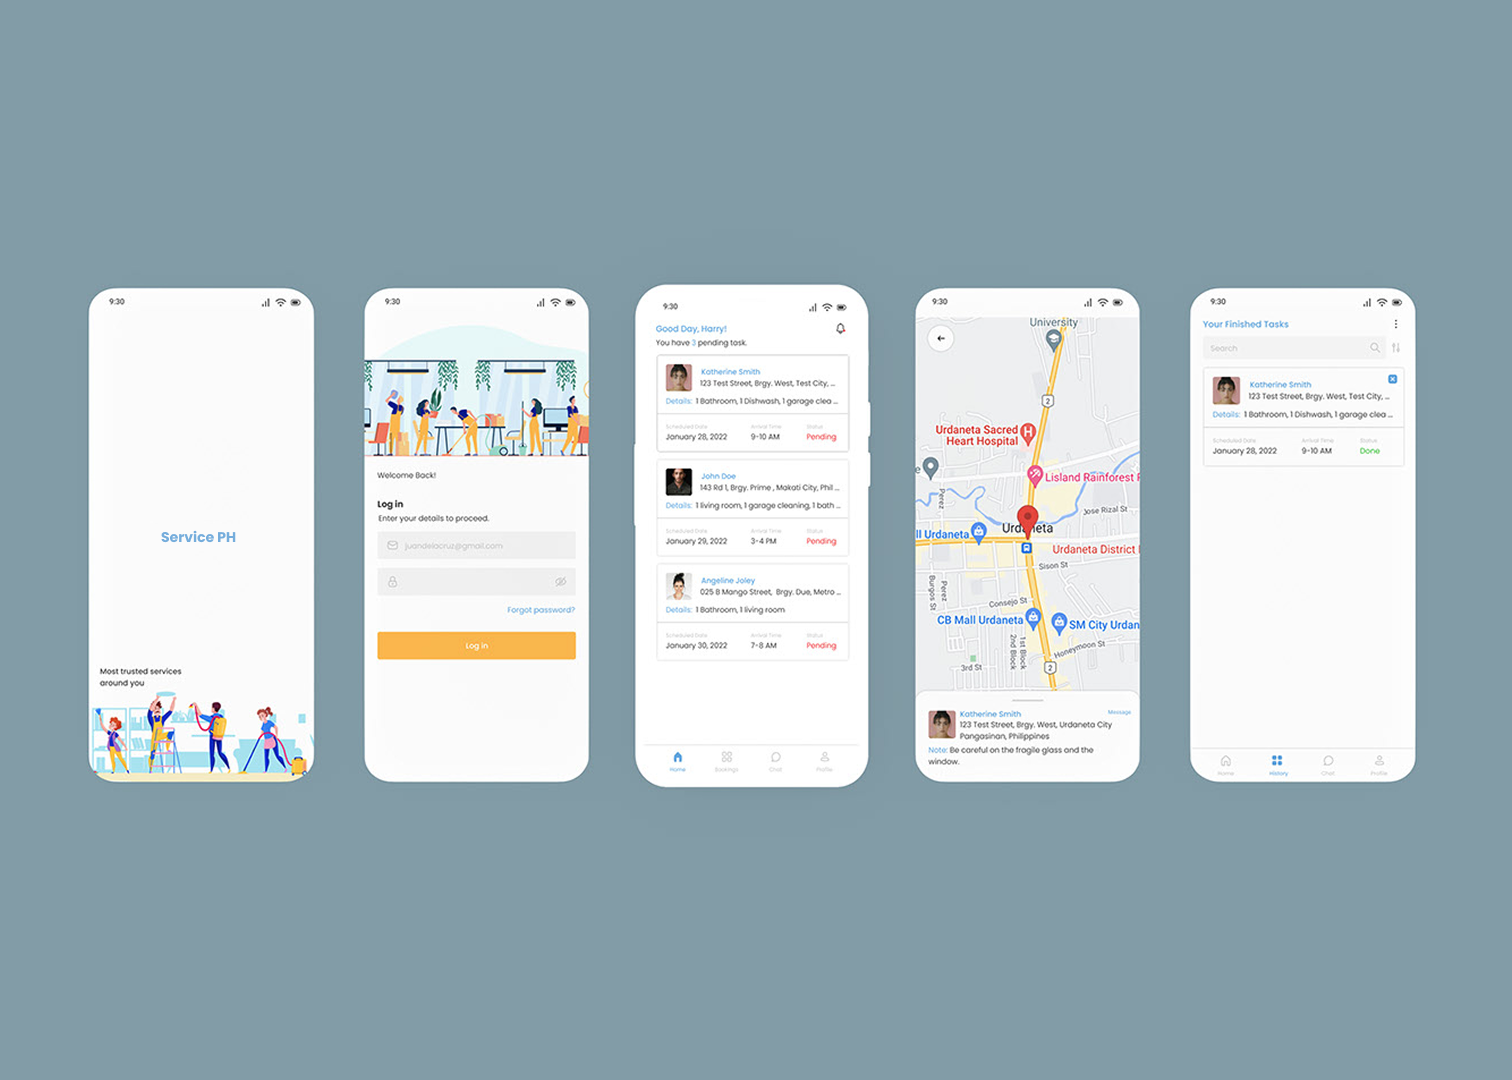 9:30
Service PH
Most trusted services
around you
9:30
Welcome Back!
Log in
Enter your details to proceed.
juandelacruz@gmail.com
Forgot password?
Log in
9:30
Good Day, Harry!
You have 3 pending task.
Katherine Smith
123 Test Street, Brgy. West, Test City, ...
Details: 1 Bathroom, 1 Dishwash, 1 garage clea ...
Scheduled Date Arrival Time Status
January 28, 2022 9-10 AM Pending
John Doe
143 Rd 1, Brgy. Prime , Makati City, Phil ...
Details: 1 living room, 1 garage cleaning, 1 bath ...
Scheduled Date Arrival Time Status
January 29, 2022 3-4 PM Pending
Angeline Joley
025 B Mango Street, Brgy. Due, Metro ...
Details: 1 Bathroom, 1 living room
Scheduled Date Arrival Time Status
January 30, 2022 7-8 AM Pending
Home Bookings Chat Profile
9:30
University
2
Urdaneta Sacred
Heart Hospital
Lisland Rainforest R
Perez
Jose Rizal St
Urdaneta
ll Urdaneta
Urdaneta District
Sison St
Perez
Burgos St
Consejo St
CB Mall Urdaneta
SM City Urdan
1st Block
2nd Block
Honeymoon St
3rd St
2
Katherine Smith Message
123 Test Street, Brgy. West, Urdaneta City
Pangasinan, Philippines
Note: Be careful on the fragile glass and the
window.
9:30
Your Finished Tasks
Search
Katherine Smith
123 Test Street, Brgy. West, Test City, ...
Details: 1 Bathroom, 1 Dishwash, 1 garage clea ...
Scheduled Date Arrival Time Status
January 28, 2022 9-10 AM Done
Home History Chat Profile